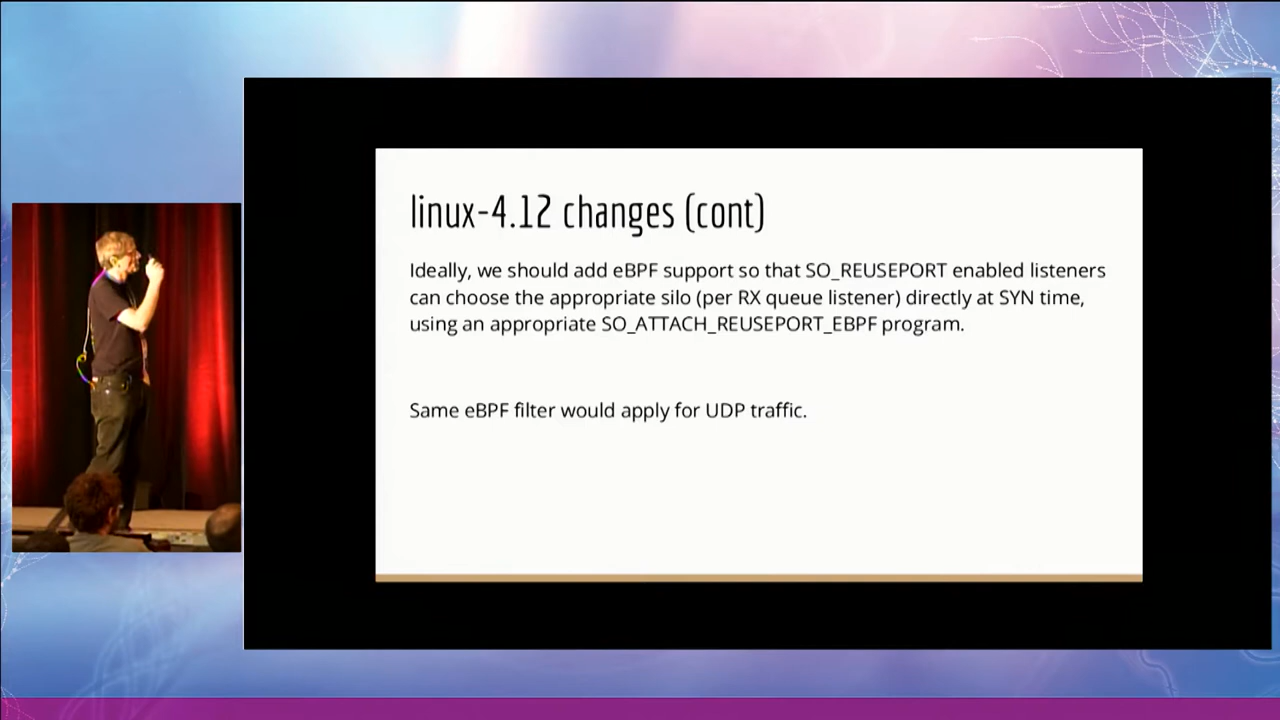 linux-4.12 changes (cont)
Ideally, we should add eBPF support so that SO_REUSEPORT enabled listeners
can choose the appropriate silo (per RX queue listener) directly at SYN time,
using an appropriate SO_ATTACH_REUSEPORT_EBPF program.
Same eBPF filter would apply for UDP traffic.